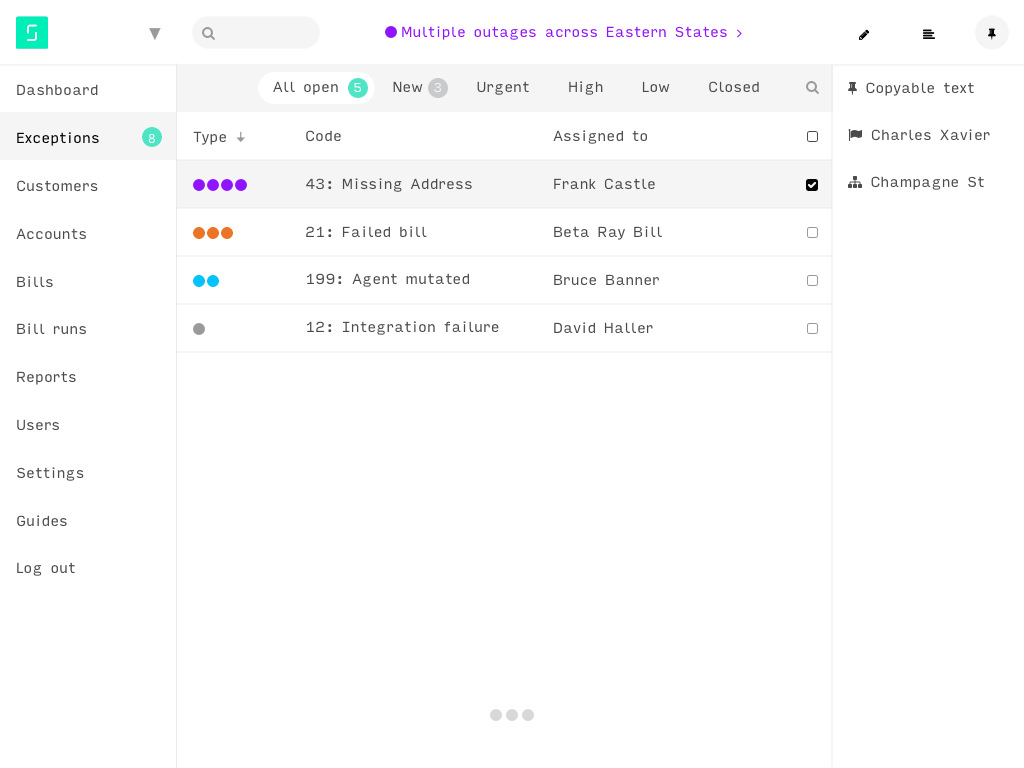 Multiple outages across Eastern States >
Dashboard
Exceptions 8
Customers
Accounts
Bills
Bill runs
Reports
Users
Settings
Guides
Log out
All open 5 New 3 Urgent High Low Closed
Type ↓ Code Assigned to
43: Missing Address Frank Castle
21: Failed bill Beta Ray Bill
199: Agent mutated Bruce Banner
12: Integration failure David Haller
Copyable text
Charles Xavier
Champagne St